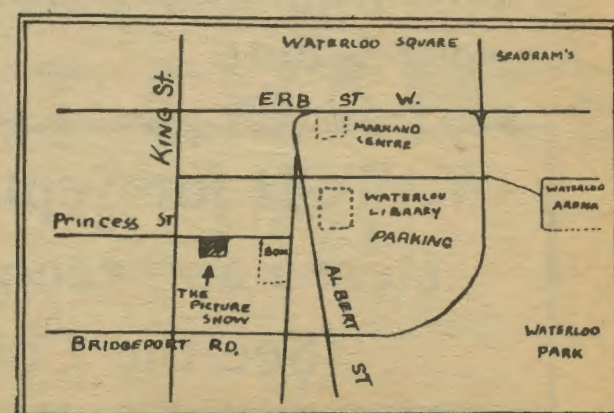 WATERLOO SQUARE
SEAGRAM'S
KING St.
ERB ST W.
MARKAND
CENTRE
WATERLOO
ARENA
WATERLOO
LIBRARY
PARKING
Princess ST
BOM
THE
PICTURE
SHOW
ALBERT
ST
BRIDGEPORT RD.
WATERLOO
PARK